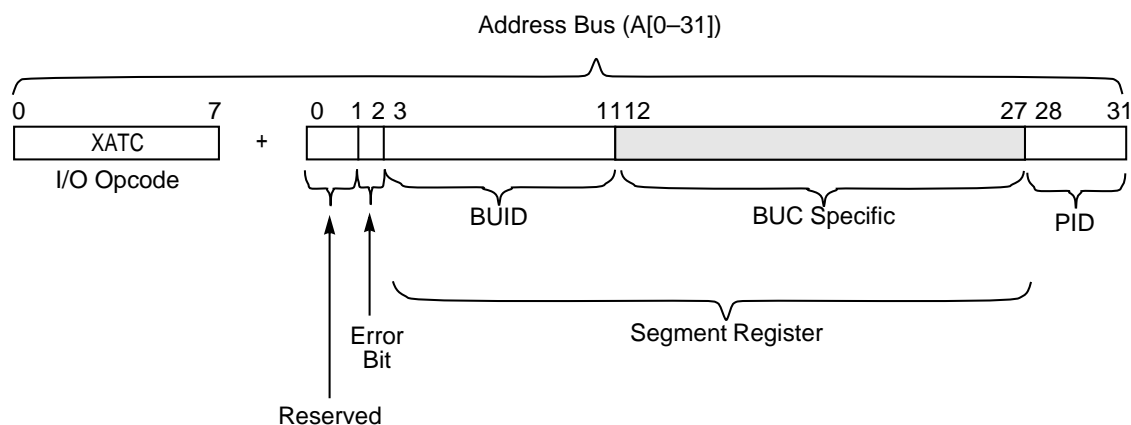 Address Bus (A[0–31])
0 7 0 1 2 3 11 12 27 28 31
XATC +
I/O Opcode
BUID BUC Specific PID
Segment Register
Error
Bit
Reserved